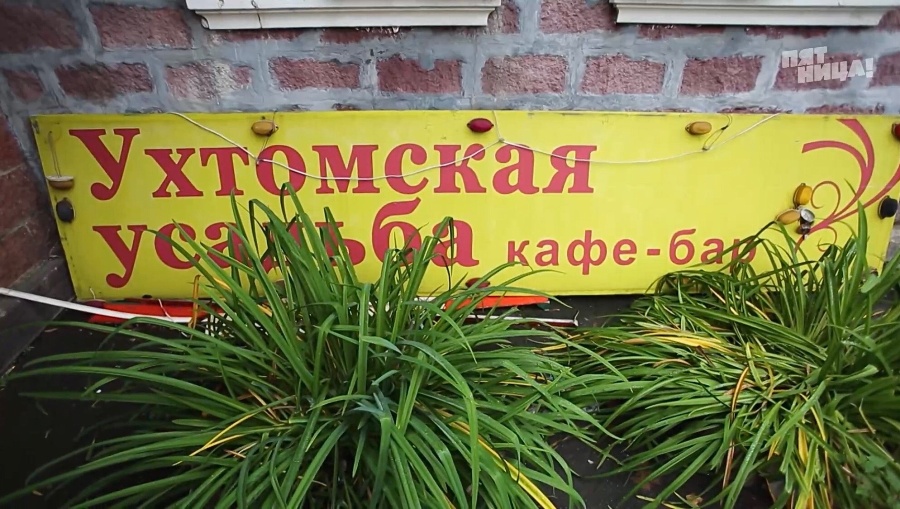 ПЯТ
НИЦА!
Ухтомская
усадьба кафе-бар